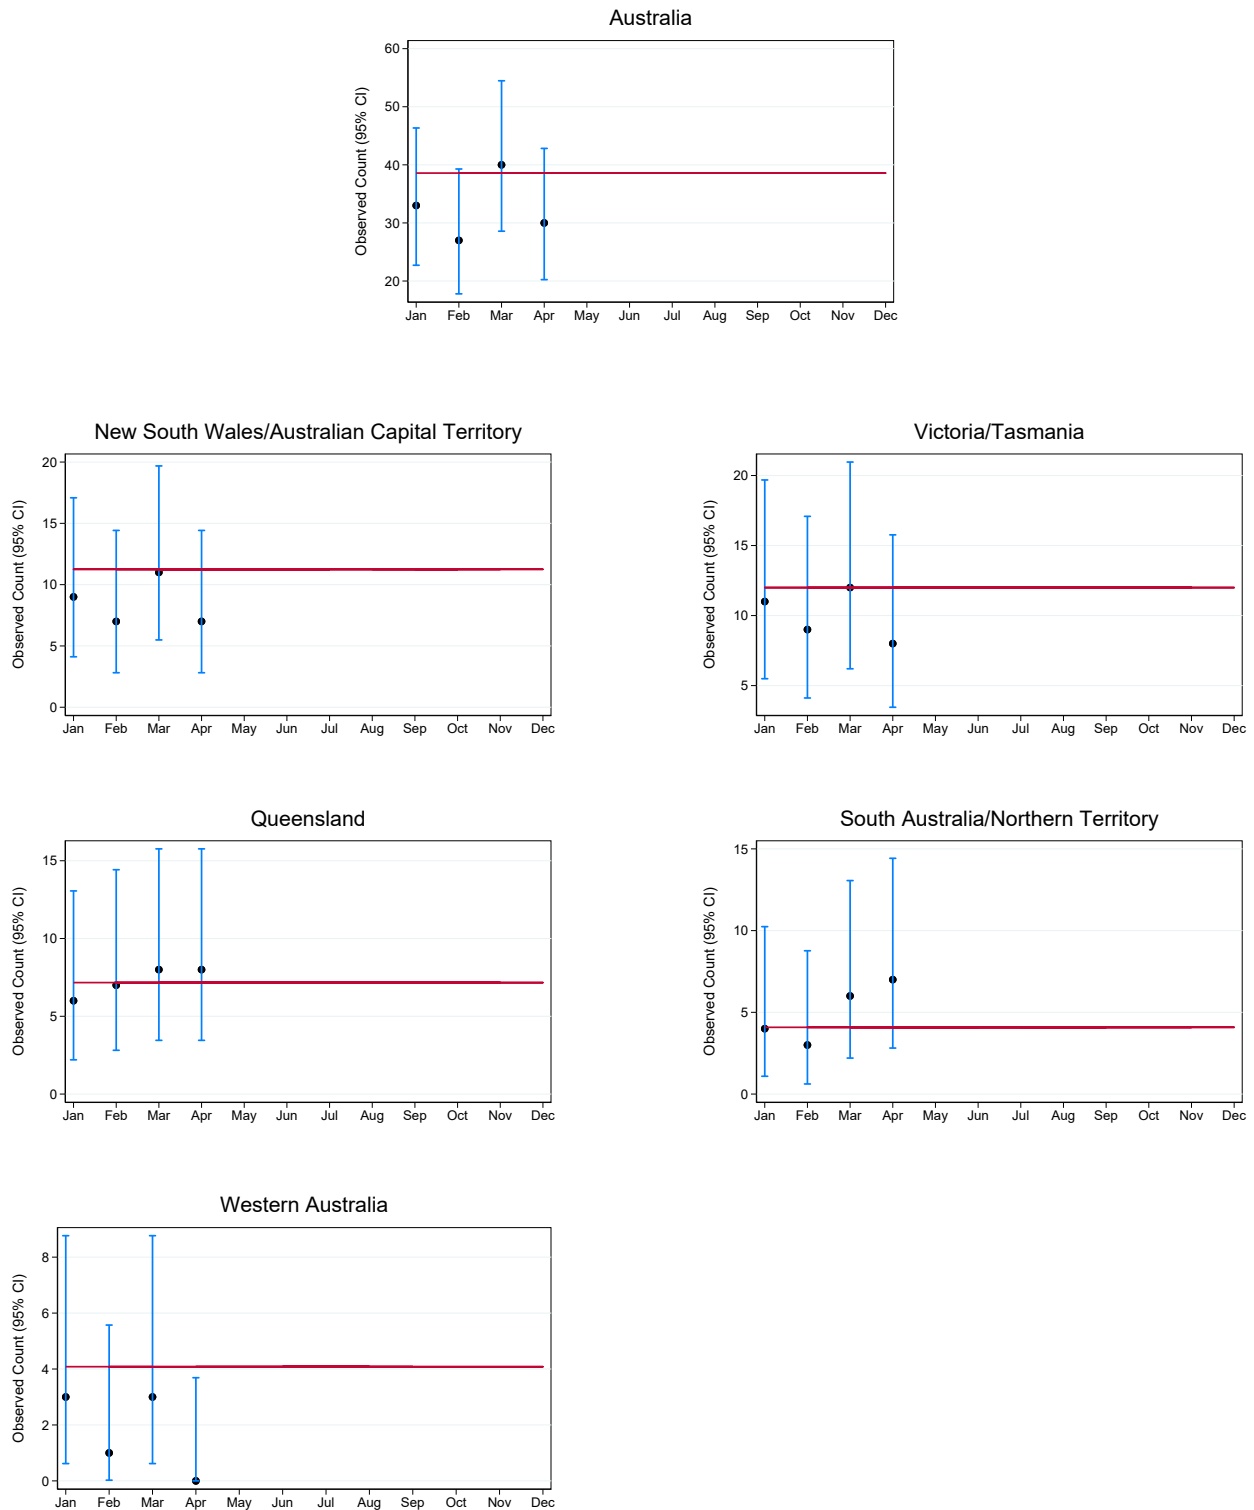 Australia
Observed Count (95% CI)
60
50
40
30
20
Jan Feb Mar Apr May Jun Jul Aug Sep Oct Nov Dec
New South Wales/Australian Capital Territory
Observed Count (95% CI)
20
15
10
5
0
Jan Feb Mar Apr May Jun Jul Aug Sep Oct Nov Dec
Victoria/Tasmania
Observed Count (95% CI)
20
15
10
5
Jan Feb Mar Apr May Jun Jul Aug Sep Oct Nov Dec
Queensland
Observed Count (95% CI)
15
10
5
0
Jan Feb Mar Apr May Jun Jul Aug Sep Oct Nov Dec
South Australia/Northern Territory
Observed Count (95% CI)
15
10
5
0
Jan Feb Mar Apr May Jun Jul Aug Sep Oct Nov Dec
Western Australia
Observed Count (95% CI)
8
6
4
2
0
Jan Feb Mar Apr May Jun Jul Aug Sep Oct Nov Dec